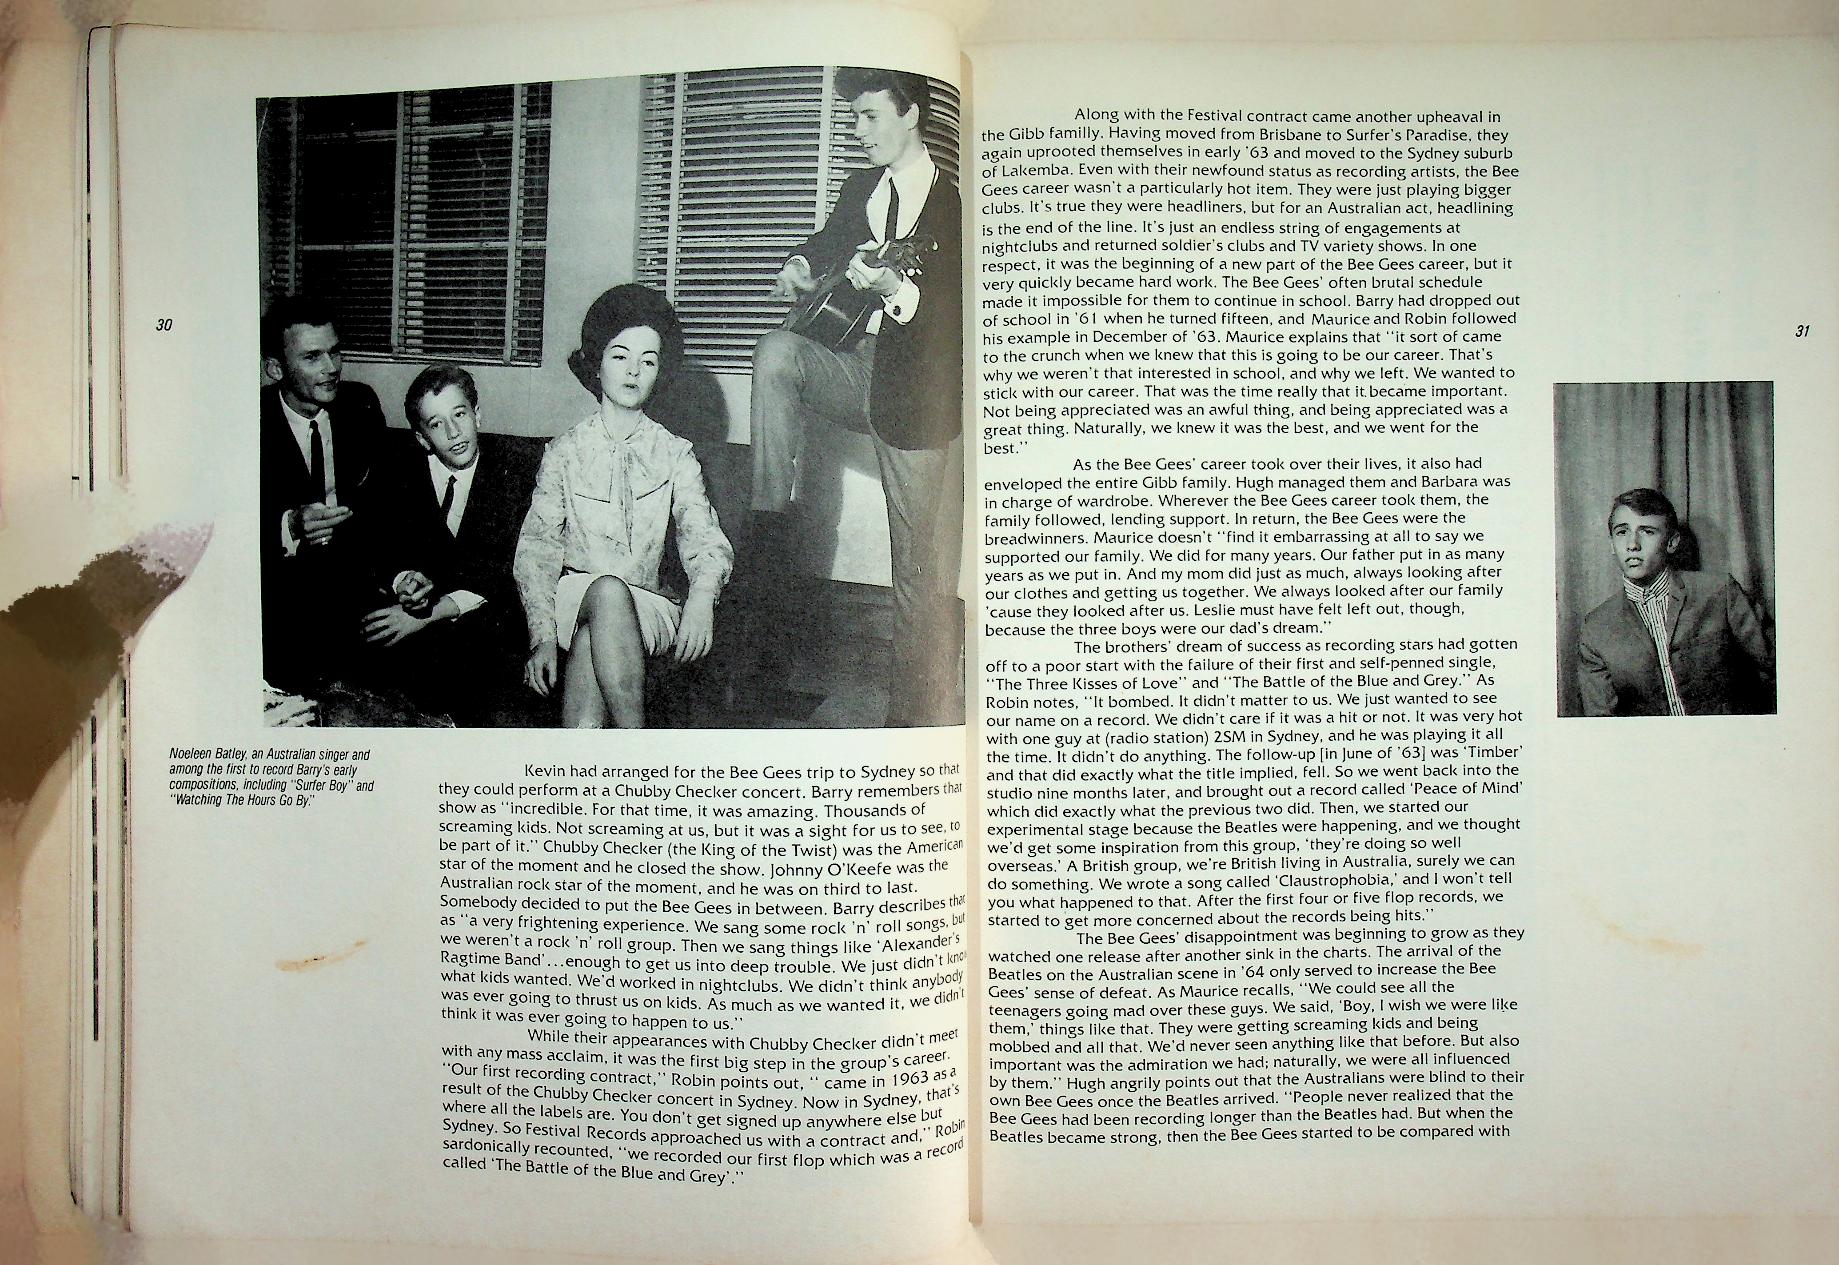 30
Noeleen Batley, an Australian singer and
among the first to record Barry's early
compositions, including "Surfer Boy" and
"Watching The Hours Go By."
Kevin had arranged for the Bee Gees trip to Sydney so that
they could perform at a Chubby Checker concert. Barry remembers that
show as "incredible. For that time, it was amazing. Thousands of
screaming kids. Not screaming at us, but it was a sight for us to see, to
be part of it." Chubby Checker (the King of the Twist) was the American
star of the moment and he closed the show. Johnny O'Keefe was the
Australian rock star of the moment, and he was on third to last.
Somebody decided to put the Bee Gees in between. Barry describes that
as "a very frightening experience. We sang some rock 'n' roll songs, but
we weren't a rock 'n' roll group. Then we sang things like 'Alexander's
Ragtime Band'...enough to get us into deep trouble. We just didn't kno
what kids wanted. We'd worked in nightclubs. We didn't think anybody
was ever going to thrust us on kids. As much as we wanted it, we didn't
think it was ever going to happen to us."
While their appearances with Chubby Checker didn't meet
with any mass acclaim, it was the first big step in the group's career.
"Our first recording contract," Robin points out, " came in 1963 as a
result of the Chubby Checker concert in Sydney. Now in Sydney, that's
where all the labels are. You don't get signed up anywhere else but
Sydney. So Festival Records approached us with a contract and," Robin
sardonically recounted, "we recorded our first flop which was a record
called 'The Battle of the Blue and Grey'."
Along with the Festival contract came another upheaval in
the Gibb familly. Having moved from Brisbane to Surfer's Paradise, they
again uprooted themselves in early '63 and moved to the Sydney suburb
of Lakemba. Even with their newfound status as recording artists, the Bee
Gees career wasn't a particularly hot item. They were just playing bigger
clubs. It's true they were headliners, but for an Australian act, headlining
is the end of the line. It's just an endless string of engagements at
nightclubs and returned soldier's clubs and TV variety shows. In one
respect, it was the beginning of a new part of the Bee Gees career, but it
very quickly became hard work. The Bee Gees' often brutal schedule
made it impossible for them to continue in school. Barry had dropped out
of school in '61 when he turned fifteen, and Maurice and Robin followed
his example in December of '63. Maurice explains that "it sort of came
to the crunch when we knew that this is going to be our career. That's
why we weren't that interested in school, and why we left. We wanted to
stick with our career. That was the time really that it became important.
Not being appreciated was an awful thing, and being appreciated was a
great thing. Naturally, we knew it was the best, and we went for the
best."
As the Bee Gees' career took over their lives, it also had
enveloped the entire Gibb family. Hugh managed them and Barbara was
in charge of wardrobe. Wherever the Bee Gees career took them, the
family followed, lending support. In return, the Bee Gees were the
breadwinners. Maurice doesn't "find it embarrassing at all to say we
supported our family. We did for many years. Our father put in as many
years as we put in. And my mom did just as much, always looking after
our clothes and getting us together. We always looked after our family
'cause they looked after us. Leslie must have felt left out, though,
because the three boys were our dad's dream."
The brothers' dream of success as recording stars had gotten
off to a poor start with the failure of their first and self-penned single,
"The Three Kisses of Love" and "The Battle of the Blue and Grey." As
Robin notes, "It bombed. It didn't matter to us. We just wanted to see
our name on a record. We didn't care if it was a hit or not. It was very hot
with one guy at (radio station) 2SM in Sydney, and he was playing it all
the time. It didn't do anything. The follow-up [in June of '63] was 'Timber'
and that did exactly what the title implied, fell. So we went back into the
studio nine months later, and brought out a record called 'Peace of Mind'
which did exactly what the previous two did. Then, we started our
experimental stage because the Beatles were happening, and we thought
we'd get some inspiration from this group, 'they're doing so well
overseas.' A British group, we're British living in Australia, surely we can
do something. We wrote a song called 'Claustrophobia,' and I won't tell
you what happened to that. After the first four or five flop records, we
started to get more concerned about the records being hits."
The Bee Gees' disappointment was beginning to grow as they
watched one release after another sink in the charts. The arrival of the
Beatles on the Australian scene in '64 only served to increase the Bee
Gees' sense of defeat. As Maurice recalls, "We could see all the
teenagers going mad over these guys. We said, 'Boy, I wish we were like
them,' things like that. They were getting screaming kids and being
mobbed and all that. We'd never seen anything like that before. But also
important was the admiration we had; naturally, we were all influenced
by them." Hugh angrily points out that the Australians were blind to their
own Bee Gees once the Beatles arrived. "People never realized that the
Bee Gees had been recording longer than the Beatles had. But when the
Beatles became strong, then the Bee Gees started to be compared with
31